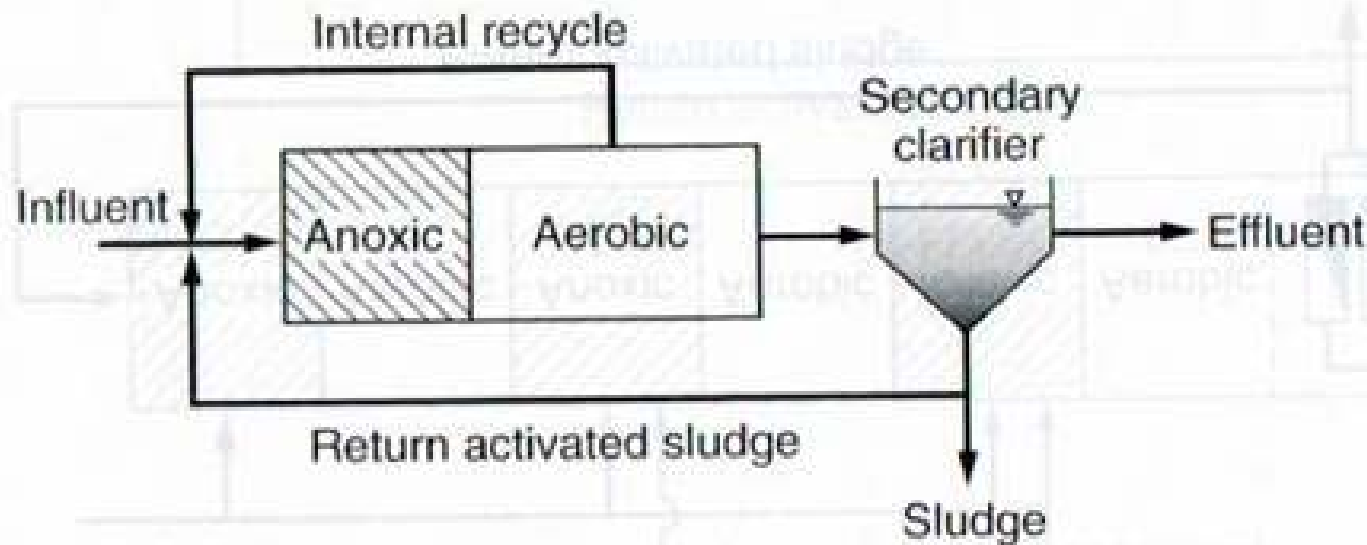 Internal recycle
Secondary
clarifier
Influent
Anoxic
Aerobic
Effluent
Return activated sludge
Sludge